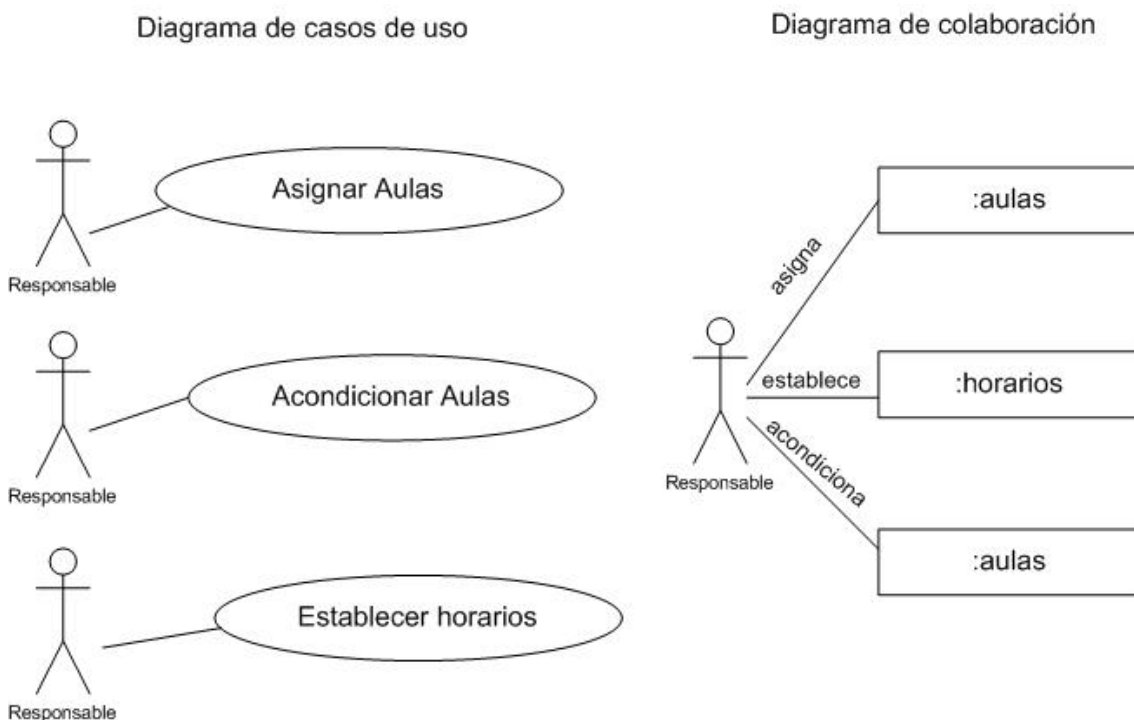 Diagrama de casos de uso
Asignar Aulas
Responsable
Acondicionar Aulas
Responsable
Establecer horarios
Responsable
Diagrama de colaboración
:aulas
asigna
establece
:horarios
acondiciona
Responsable
:aulas